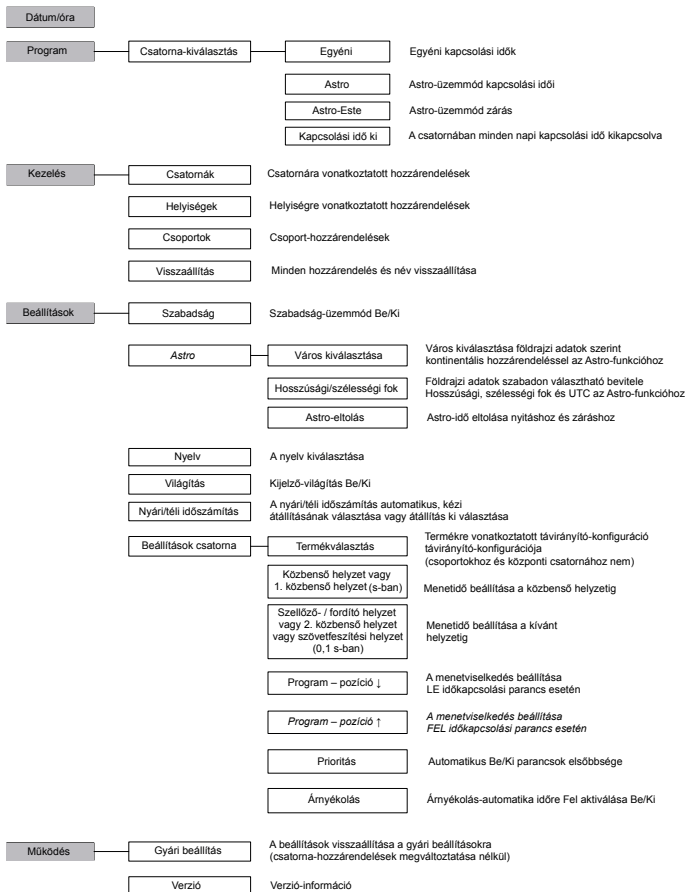 Dátum/óra
Program
Csatorna-kiválasztás
Egyéni
Egyéni kapcsolási idők
Astro
Astro-üzemmód kapcsolási idői
Astro-Este
Astro-üzemmód zárás
Kapcsolási idő ki
A csatornában minden napi kapcsolási idő kikapcsolva
Kezelés
Csatornák
Csatornára vonatkoztatott hozzárendelések
Helyiségek
Helyiségre vonatkoztatott hozzárendelések
Csoportok
Csoport-hozzárendelések
Visszaállítás
Minden hozzárendelés és név visszaállítása
Beállítások
Szabadság
Szabadság-üzemmód Be/Ki
Astro
Város kiválasztása
Város kiválasztása földrajzi adatok szerint
kontinentális hozzárendeléssel az Astro-funkcióhoz
Hosszúsági/szélességi fok
Földrajzi adatok szabadon választható bevitele
Hosszúsági, szélességi fok és UTC az Astro-funkcióhoz
Astro-eltolás
Astro-idő eltolása nyitáshoz és záráshoz
Nyelv
A nyelv kiválasztása
Világítás
Kijelző-világítás Be/Ki
Nyári/téli időszámítás
A nyári/téli időszámítás automatikus, kézi
átállításának választása vagy átállítás ki választása
Beállítások csatorna
Termékválasztás
Termékre vonatkoztatott távirányító-konfiguráció
távirányító-konfigurációja
(csoportokhoz és központi csatornához nem)
Közbenső helyzet vagy
1. közbenső helyzet (s-ban)
Menetidő beállítása a közbenső helyzetig
Szellőző- / fordító helyzet
vagy 2. közbenső helyzet
vagy szövetfeszítési helyzet
(0,1 s-ban)
Menetidő beállítása a kívánt
helyzetig
Program – pozíció ↓
A menetviselkedés beállítása
LE időkapcsolási parancs esetén
Program – pozíció ↑
A menetviselkedés beállítása
FEL időkapcsolási parancs esetén
Prioritás
Automatikus Be/Ki parancsok elsőbbsége
Árnyékolás
Árnyékolás-automatika időre Fel aktiválása Be/Ki
Működés
Gyári beállítás
A beállítások visszaállítása a gyári beállításokra
(csatorna-hozzárendelések megváltoztatása nélkül)
Verzió
Verzió-információ